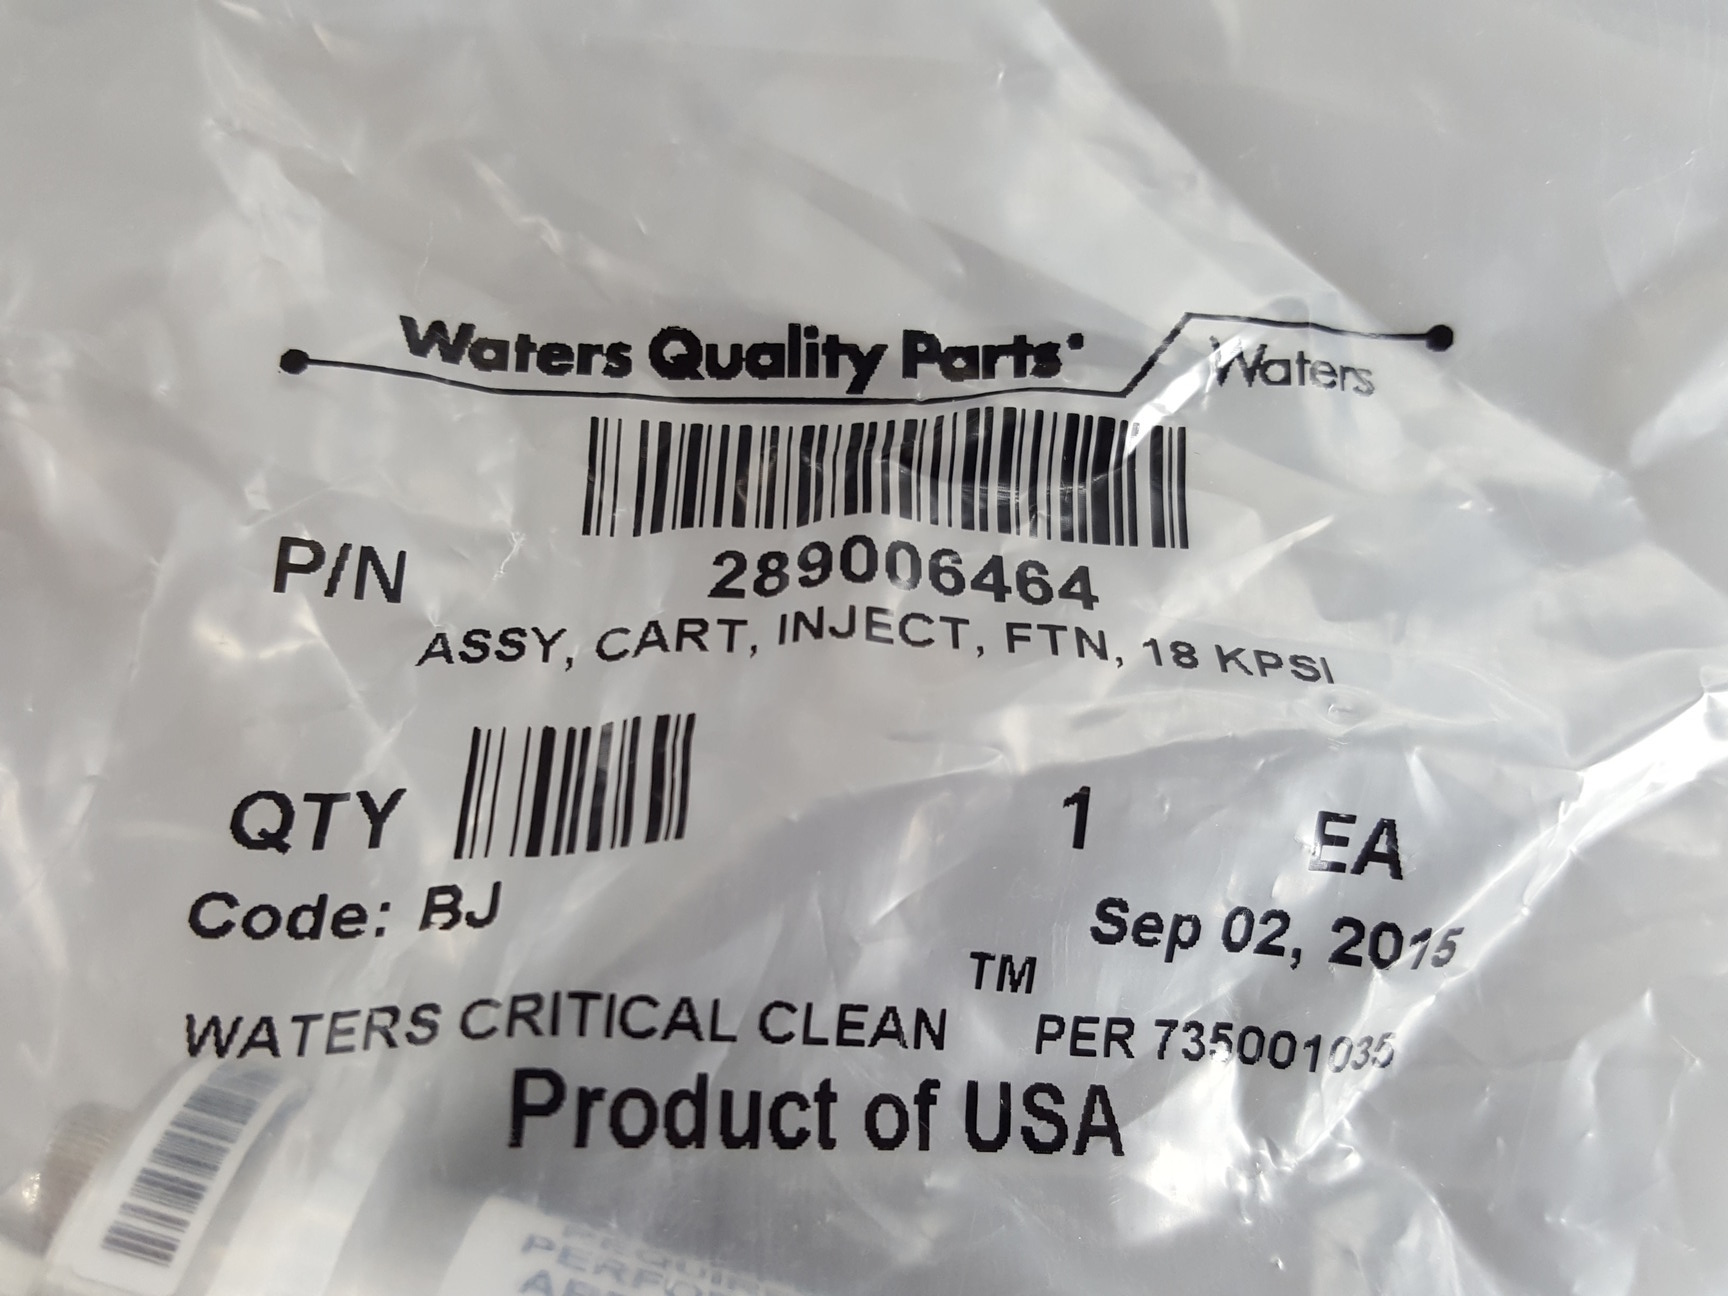 Waters Quality Parts
Waters
P/N 289006464
ASSY, CART, INJECT, FTN, 18 KPSI
QTY 1 EA
Code: BJ Sep 02, 2015
WATERS CRITICAL CLEAN ™ PER 735001035
Product of USA